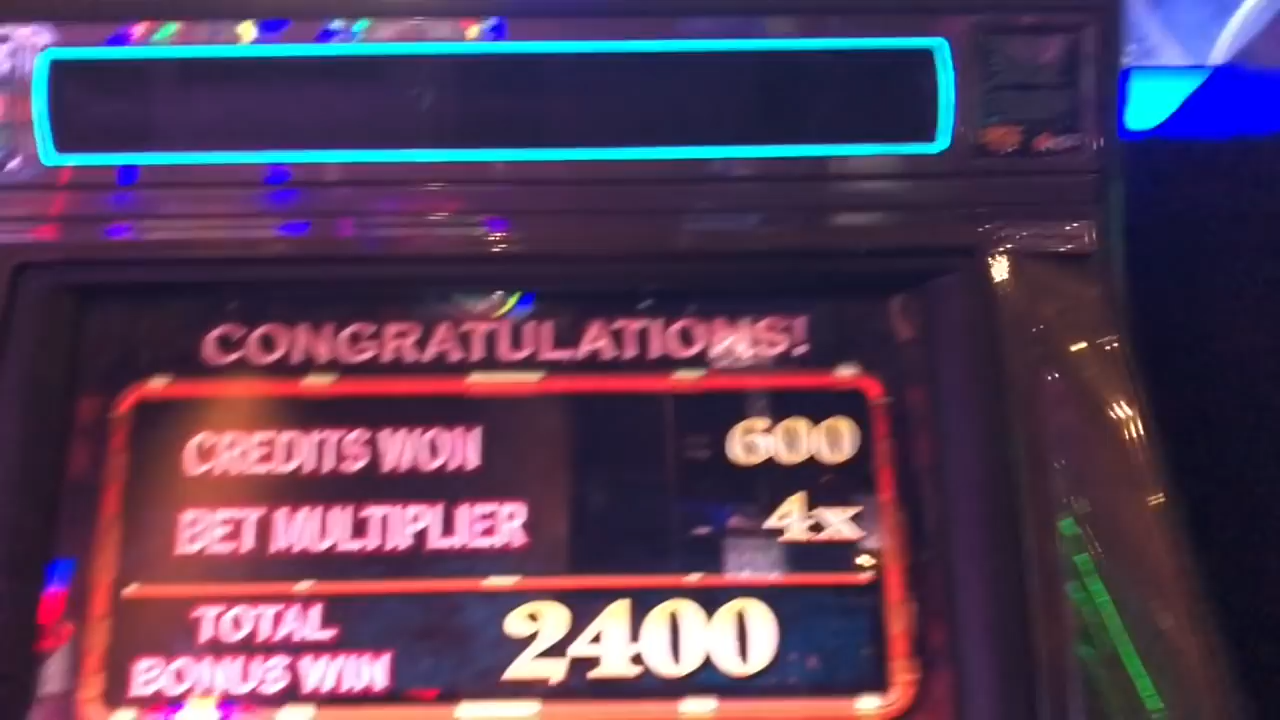 CONGRATULATIONS!
CREDITS WON = 600
BET MULTIPLIER 4x
TOTAL
BONUS WIN 2400